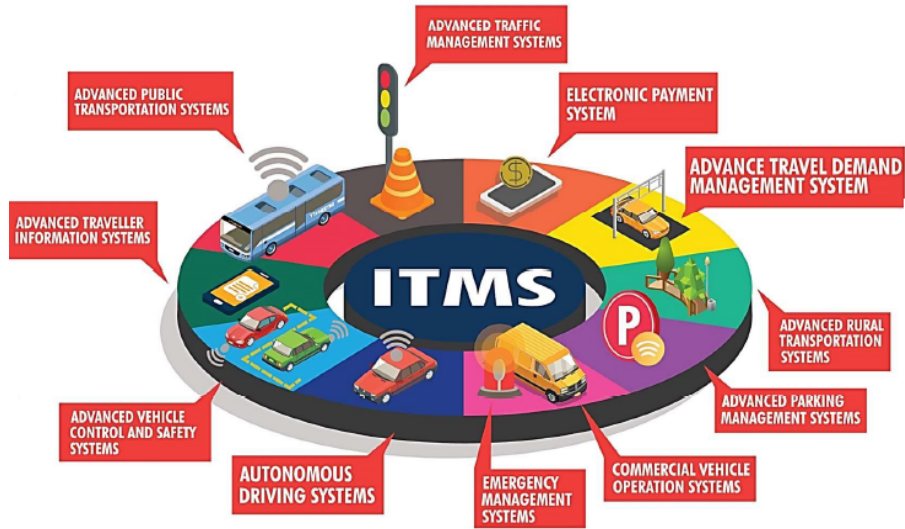 ADVANCED TRAFFIC
MANAGEMENT SYSTEMS
ADVANCED PUBLIC
TRANSPORTATION SYSTEMS
ELECTRONIC PAYMENT
SYSTEM
ADVANCE TRAVEL DEMAND
MANAGEMENT SYSTEM
ADVANCED TRAVELLER
INFORMATION SYSTEMS
ITMS
P
ADVANCED RURAL
TRANSPORTATION
SYSTEMS
ADVANCED PARKING
MANAGEMENT SYSTEMS
ADVANCED VEHICLE
CONTROL AND SAFETY
SYSTEMS
AUTONOMOUS
DRIVING SYSTEMS
EMERGENCY
MANAGEMENT
SYSTEMS
COMMERCIAL VEHICLE
OPERATION SYSTEMS